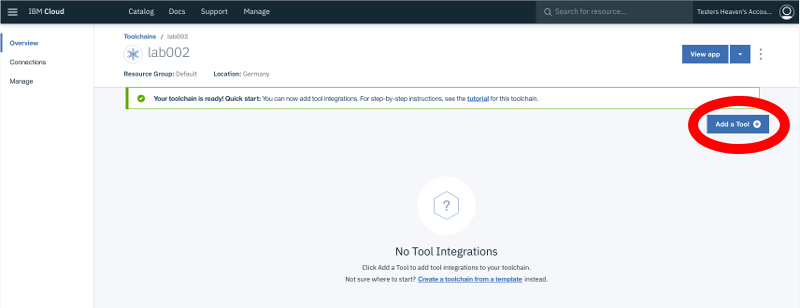 IBM Cloud Catalog Docs Support Manage Search for resource... Testers Heaven's Accou...
Overview
Connections
Manage
Toolchains / lab002
lab002
View app
Resource Group: Default Location: Germany
Your toolchain is ready! Quick start: You can now add tool integrations. For step-by-step instructions, see the tutorial for this toolchain.
Add a Tool
?
No Tool Integrations
Click Add a Tool to add tool integrations to your toolchain.
Not sure where to start? Create a toolchain from a template instead.